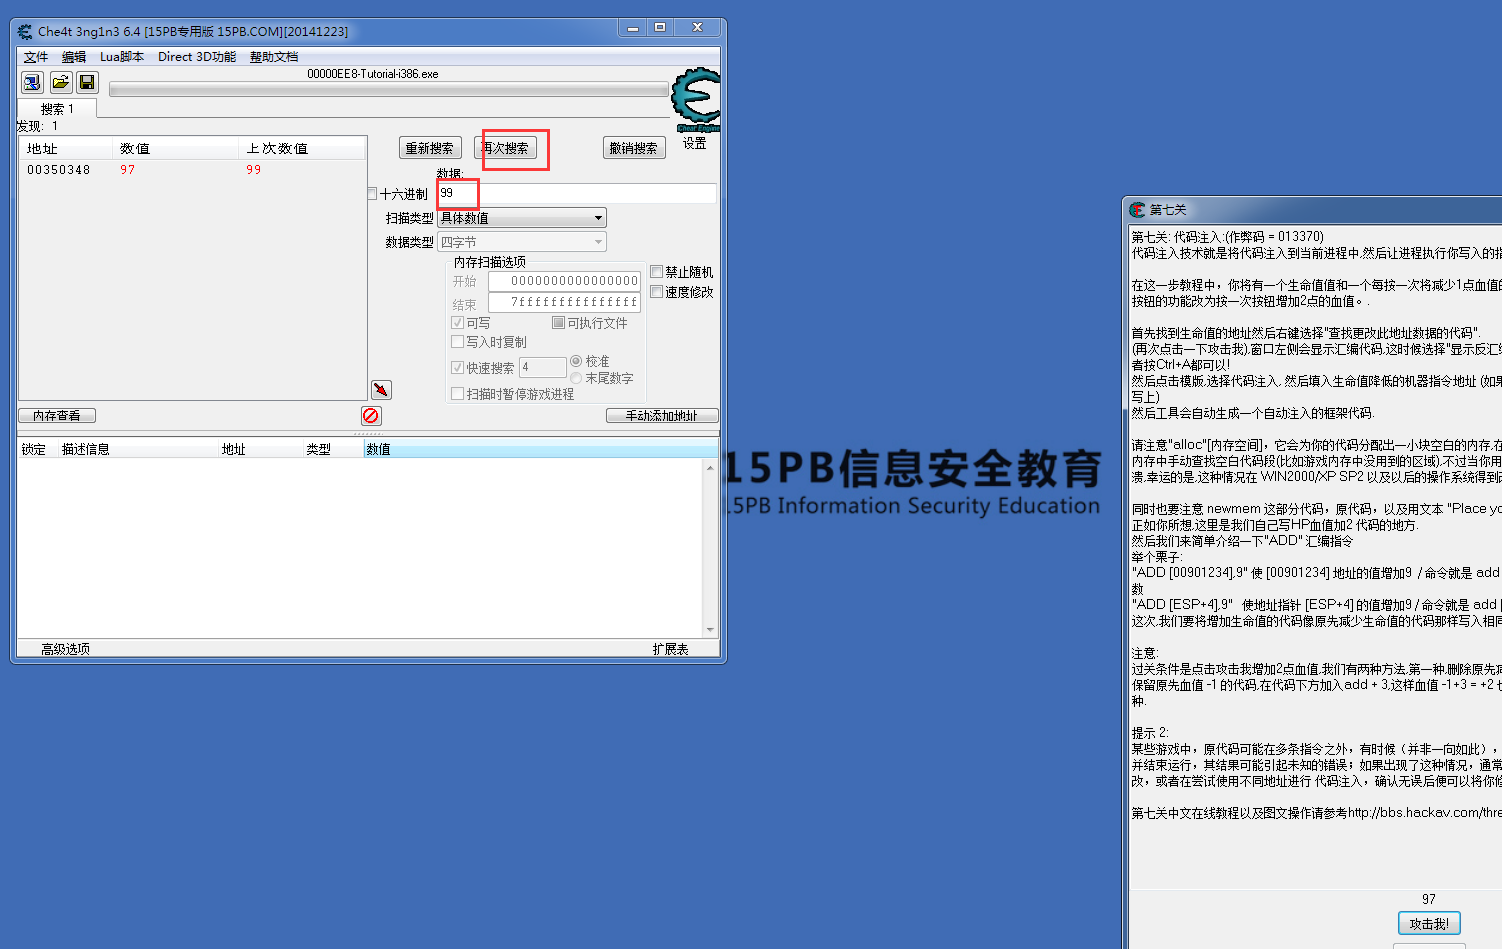 Che4t 3ng1n3 6.4 [15PB专用版 15PB.COM][20141223]
文件 编辑 Lua脚本 Direct 3D功能 帮助文档
00000EE8-Tutorial-i386.exe
搜索 1
发现: 1
Cheat Engine
设置
地址 数值 上次数值
00350348 97 99
重新搜索 再次搜索 撤销搜索
数据:
十六进制 99
扫描类型 具体数值
数据类型 四字节
内存扫描选项
开始 0000000000000000
结束 7fffffffffffffff
可写 可执行文件
写入时复制
快速搜索 4 校准
末尾数字
扫描时暂停游戏进程
禁止随机
速度修改
内存查看 手动添加地址
锁定 描述信息 地址 类型 数值
高级选项 扩展表
15PB信息安全教育
15PB Information Security Education
第七关
第七关: 代码注入:(作弊码 = 013370)
代码注入技术就是将代码注入到当前进程中,然后让进程执行你写入的指
在这一步教程中，你将有一个生命值值和一个每按一次将减少1点血值的
按钮的功能改为按一次按钮增加2点的血值。.
首先找到生命值的地址然后右键选择"查找更改此地址数据的代码".
(再次点击一下攻击我),窗口左侧会显示汇编代码,这时候选择"显示反汇编
者按Ctrl+A都可以!
然后点击模版,选择代码注入, 然后填入生命值降低的机器指令地址 (如果
写上)
然后工具会自动生成一个自动注入的框架代码.
请注意"alloc"[内存空间]，它会为你的代码分配出一小块空白的内存,在
内存中手动查找空白代码段(比如游戏内存中没用到的区域),不过当你用
溃,幸运的是,这种情况在 WIN2000/XP SP2 以及以后的操作系统得到改
同时也要注意 newmem 这部分代码，原代码，以及用文本 "Place yo
正如你所想,这里是我们自己写HP血值加2 代码的地方.
然后我们来简单介绍一下"ADD" 汇编指令
举个栗子:
"ADD [00901234],9" 使 [00901234] 地址的值增加9 / 命令就是 add
数
"ADD [ESP+4],9" 使地址指针 [ESP+4] 的值增加9 / 命令就是 add [
这次,我们要将增加生命值的代码像原先减少生命值的代码那样写入相同
注意:
过关条件是点击攻击我增加2点血值,我们有两种方法,第一种,删除原先减
保留原先血值 -1 的代码,在代码下方加入add + 3,这样血值 -1+3 = +2 也
种.
提示 2:
某些游戏中，原代码可能在多条指令之外，有时候（并非一向如此），
并结束运行，其结果可能引起未知的错误；如果出现了这种情况，通常
改，或者在尝试使用不同地址进行 代码注入，确认无误后便可以将你修
第七关中文在线教程以及图文操作请参考http://bbs.hackav.com/thre
97
攻击我!